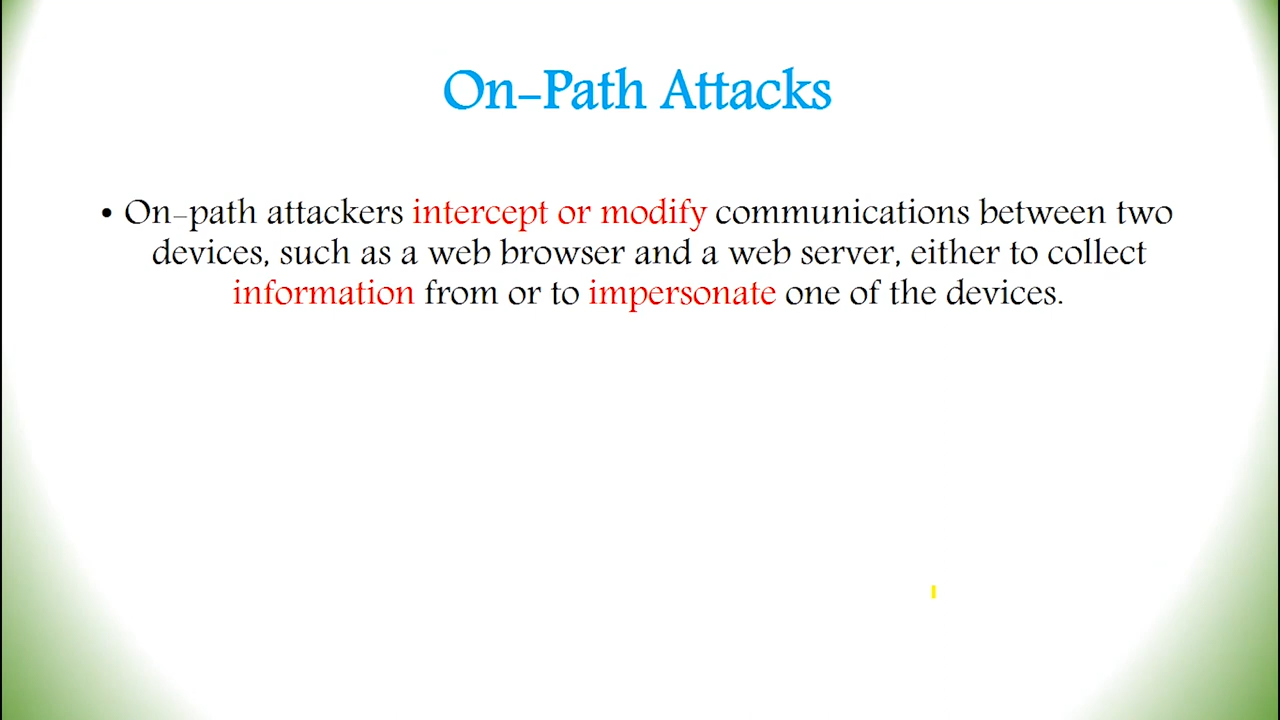 On-Path Attacks
• On-path attackers intercept or modify communications between two
devices, such as a web browser and a web server, either to collect
information from or to impersonate one of the devices.